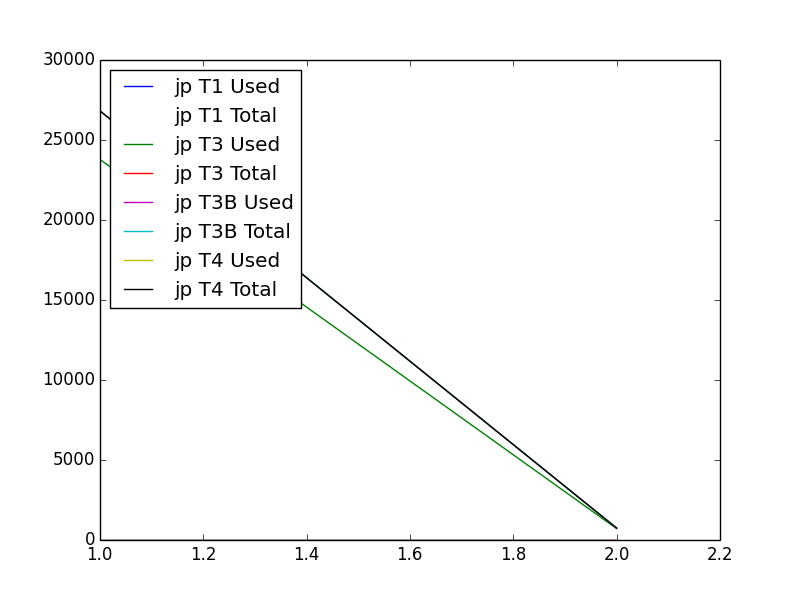 30000
25000
20000
15000
10000
5000
0
jp T1 Used
jp T1 Total
jp T3 Used
jp T3 Total
jp T3B Used
jp T3B Total
jp T4 Used
jp T4 Total
1.0 1.2 1.4 1.6 1.8 2.0 2.2